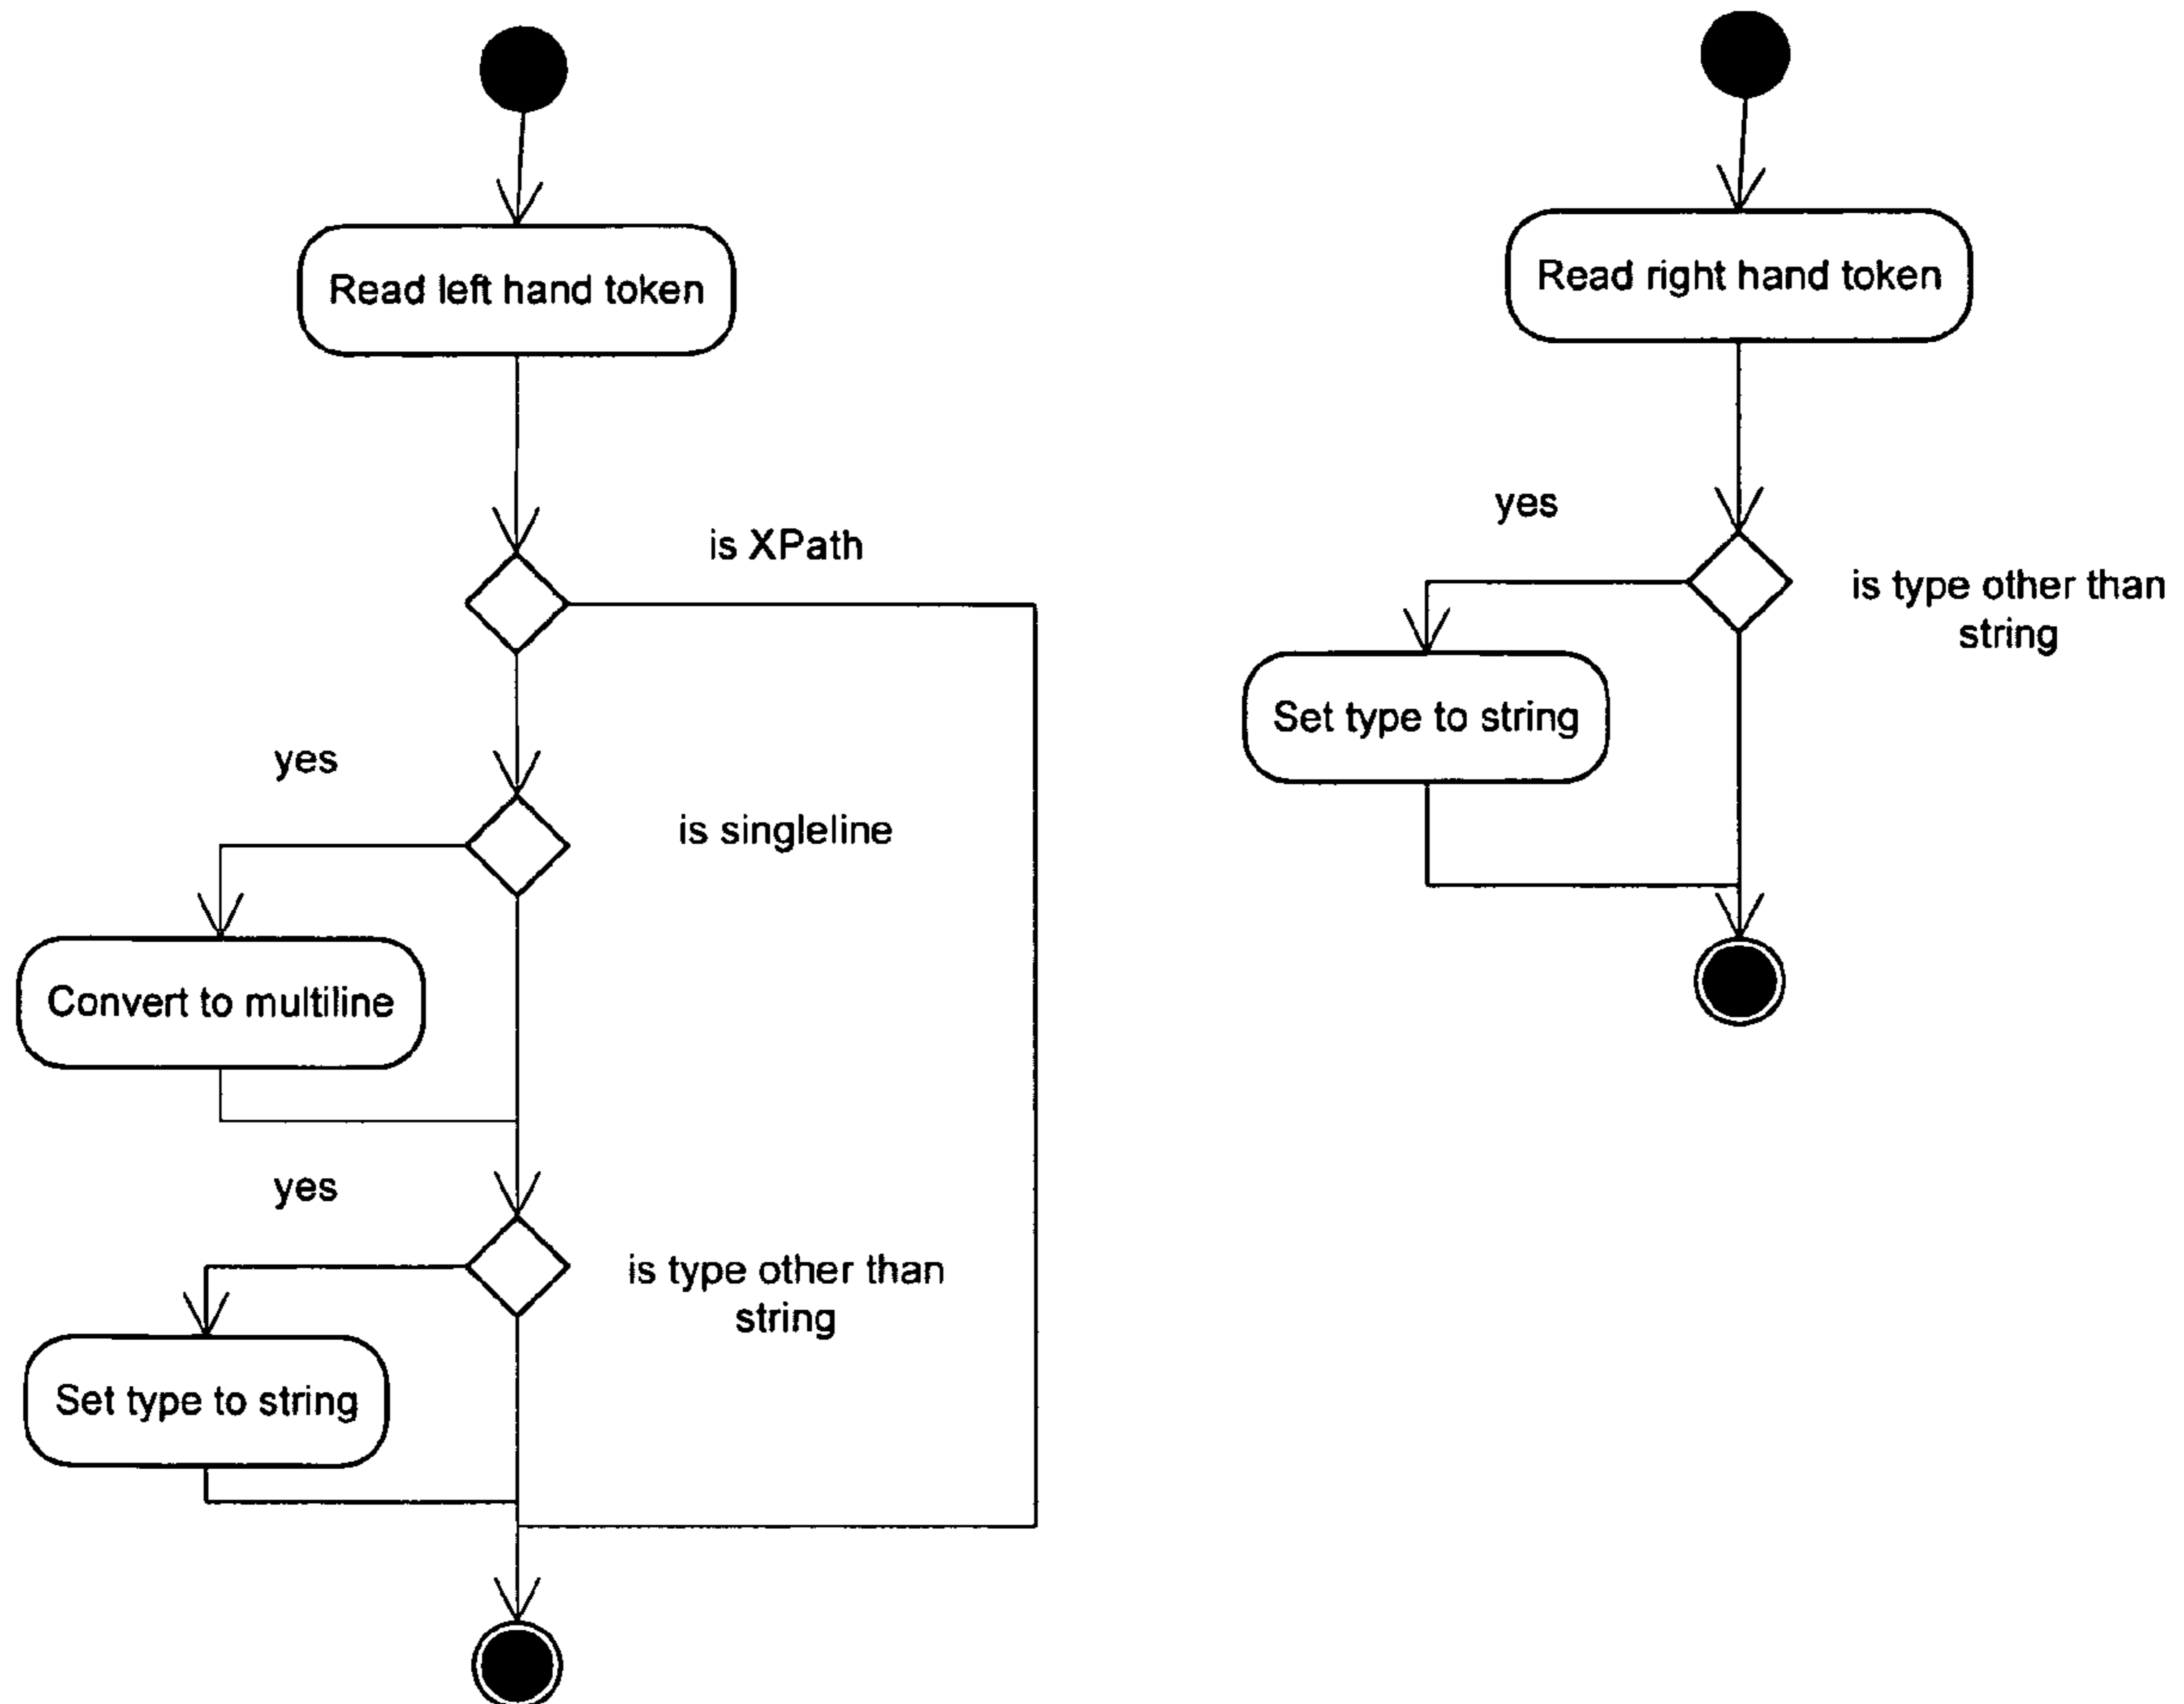 Read left hand token
is XPath
yes
is singleline
Convert to multiline
yes
is type other than
string
Set type to string
Read right hand token
yes
is type other than
string
Set type to string